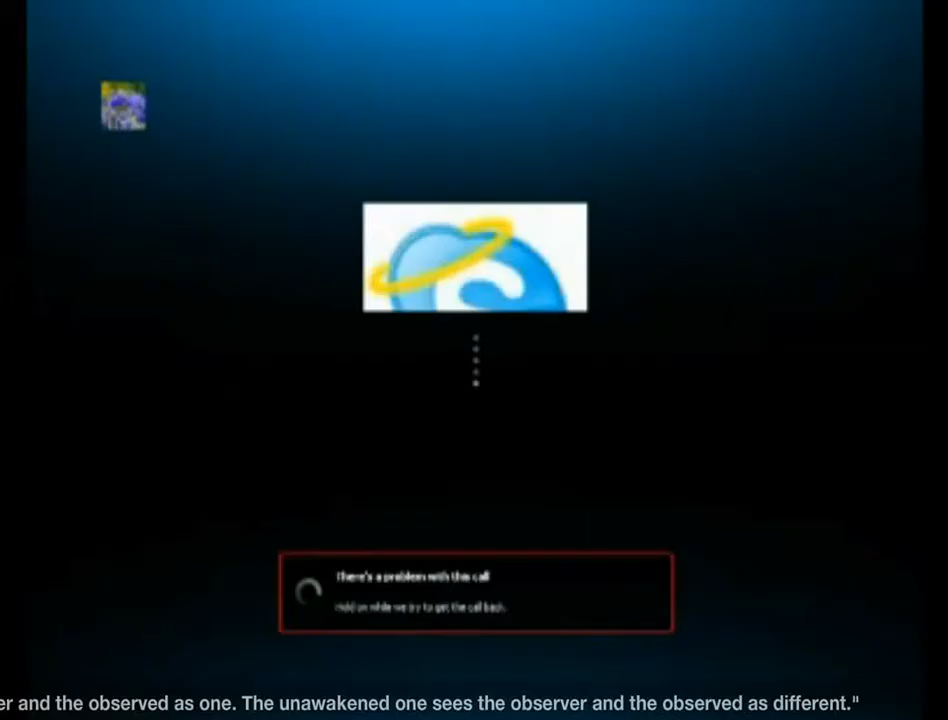 There's a problem with this call
Hold on while we try to get the call back.
er and the observed as one. The unawakened one sees the observer and the observed as different."